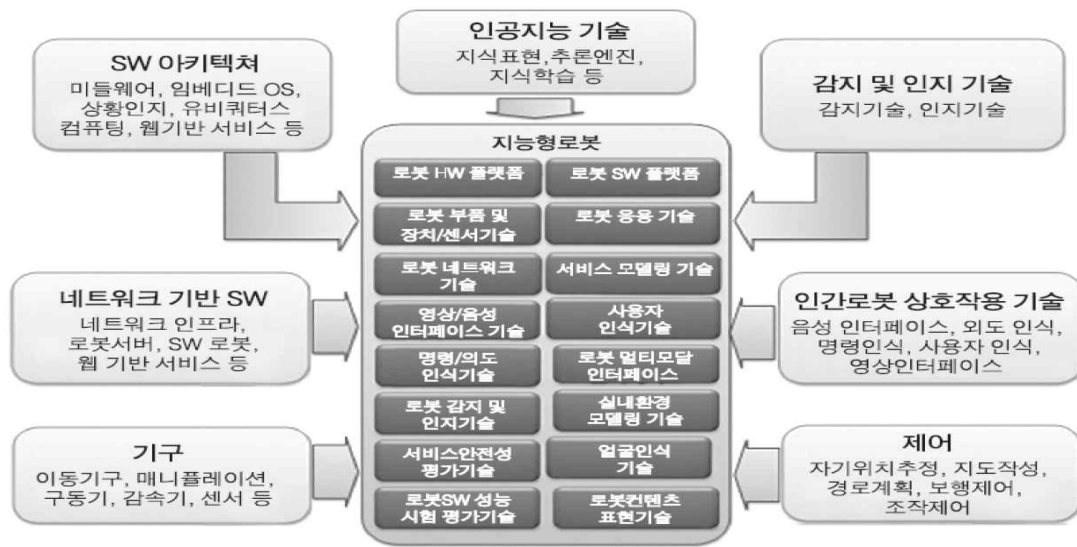 인공지능 기술
지식표현,추론엔진,
지식학습 등
SW 아키텍쳐
미들웨어, 임베디드 OS,
상황인지, 유비쿼터스
컴퓨팅, 웹기반 서비스 등
감지 및 인지 기술
감지기술, 인지기술
네트워크 기반 SW
네트워크 인프라,
로봇서버, SW 로봇,
웹 기반 서비스 등
기구
이동기구, 매니퓰레이션,
구동기, 감속기, 센서 등
지능형로봇
로봇 HW 플랫폼
로봇 SW 플랫폼
로봇 부품 및
장치/센서기술
로봇 응용 기술
로봇 네트워크
기술
서비스 모델링 기술
영상/음성
인터페이스 기술
사용자
인식기술
명령/의도
인식기술
로봇 멀티모달
인터페이스
로봇 감지 및
인지기술
실내환경
모델링 기술
서비스안전성
평가기술
얼굴인식
기술
로봇SW 성능
시험 평가기술
로봇컨텐츠
표현기술
인간로봇 상호작용 기술
음성 인터페이스, 외도 인식,
명령인식, 사용자 인식,
영상인터페이스
제어
자기위치추정, 지도작성,
경로계획, 보행제어,
조작제어